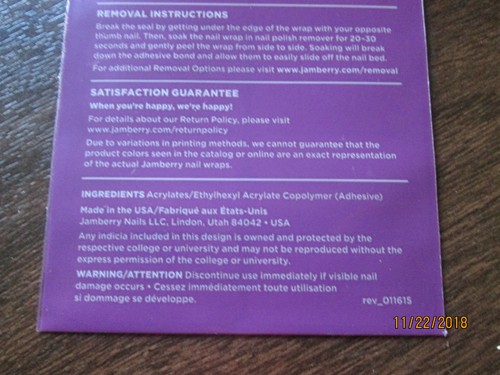 REMOVAL INSTRUCTIONS
Break the seal by getting under the edge of the wrap with your opposite
thumb nail. Then, soak the nail wrap in nail polish remover for 20–30
seconds and gently peel the wrap from side to side. Soaking will break
down the adhesive bond and allow them to easily slide off the nail bed.
For additional Removal Options please visit www.jamberry.com/removal
SATISFACTION GUARANTEE
When you're happy, we're happy!
For details about our Return Policy, please visit
www.jamberry.com/returnpolicy
Due to variations in printing methods, we cannot guarantee that the
product colors seen in the catalog or online are an exact representation
of the actual Jamberry nail wraps.
INGREDIENTS Acrylates/Ethylhexyl Acrylate Copolymer (Adhesive)
Made in the USA/Fabriqué aux États-Unis
Jamberry Nails LLC, Lindon, Utah 84042 • USA
Any indicia included in this design is owned and protected by the
respective college or university and may not be reproduced without the
express permission of the college or university.
WARNING/ATTENTION Discontinue use immediately if visible nail
damage occurs • Cessez immédiatement toute utilisation
si dommage se développe.
rev_011615
11/22/2018